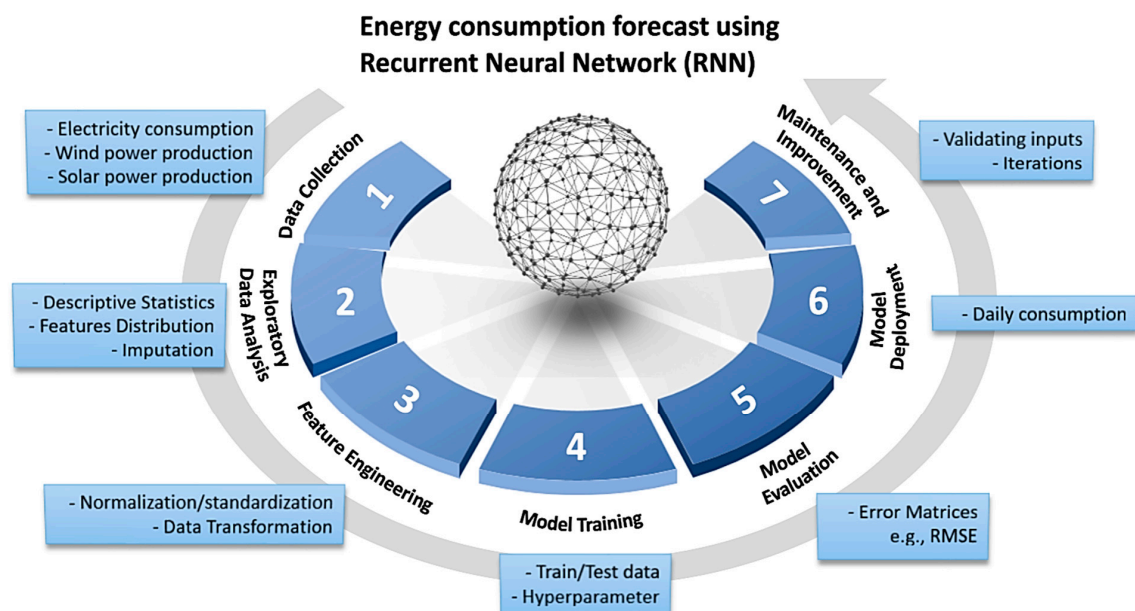 Energy consumption forecast using
Recurrent Neural Network (RNN)
- Electricity consumption
- Wind power production
- Solar power production
1
Data Collection
- Descriptive Statistics
- Features Distribution
- Imputation
2
Exploratory
Data Analysis
- Normalization/standardization
- Data Transformation
3
Feature Engineering
4
Model Training
- Train/Test data
- Hyperparameter
5
Model
Evaluation
- Error Matrices
e.g., RMSE
6
Model
Deployment
- Daily consumption
7
Maintenance and
Improvement
- Validating inputs
- Iterations